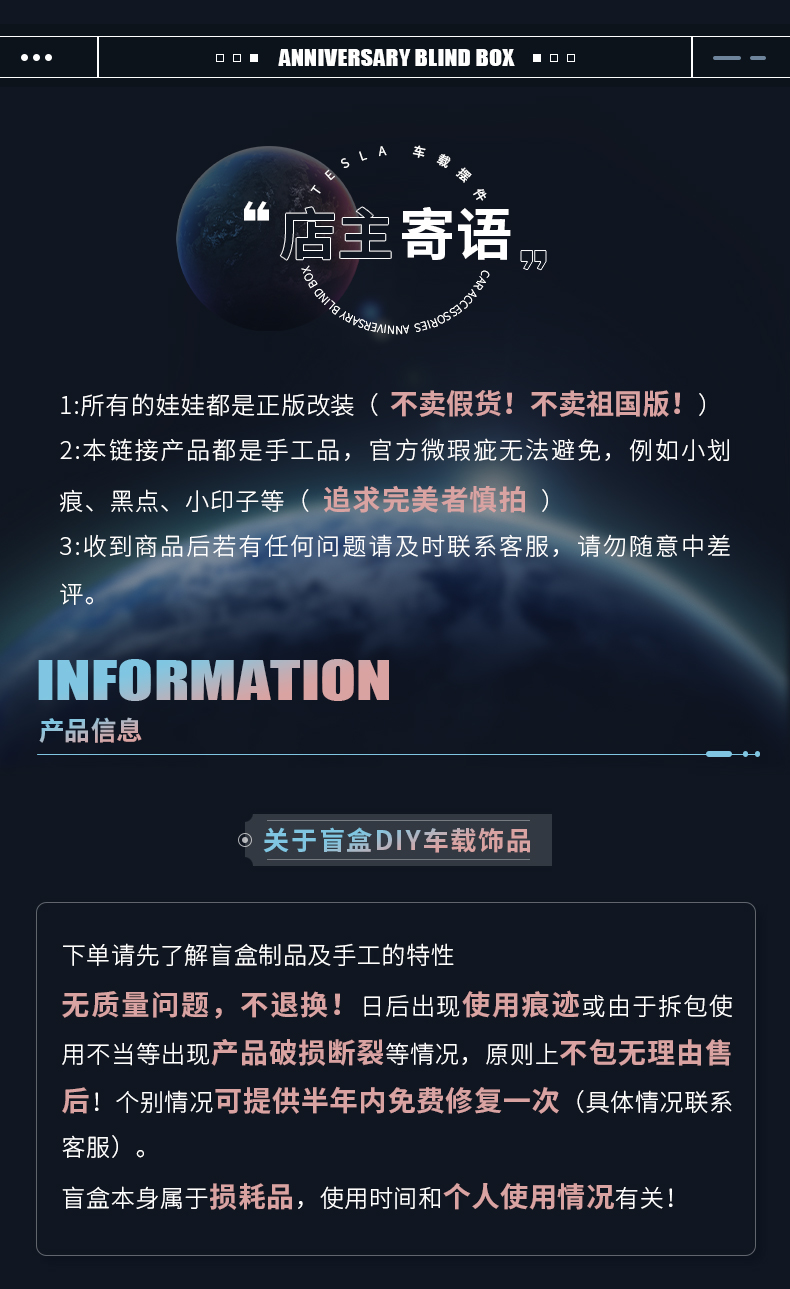 ANNIVERSARY BLIND BOX
TESLA 车载摆件
❝店主寄语❞
CAR ACCESSORIES ANNIVERSARY BLIND BOX
1:所有的娃娃都是正版改装（ 不卖假货！不卖祖国版！）
2:本链接产品都是手工品，官方微瑕疵无法避免，例如小划
痕、黑点、小印子等（ 追求完美者慎拍 ）
3:收到商品后若有任何问题请及时联系客服，请勿随意中差
评。
INFORMATION
产品信息
关于盲盒DIY车载饰品
下单请先了解盲盒制品及手工的特性
无质量问题，不退换！日后出现使用痕迹或由于拆包使
用不当等出现产品破损断裂等情况，原则上不包无理由售
后！个别情况可提供半年内免费修复一次（具体情况联系
客服）。
盲盒本身属于损耗品，使用时间和个人使用情况有关！